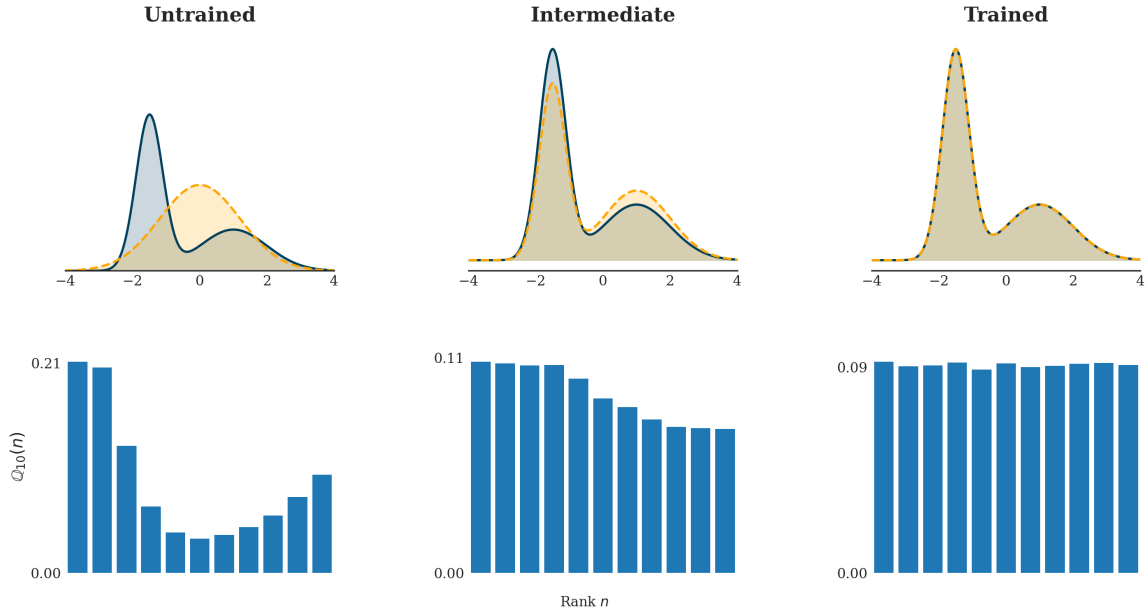 Untrained Intermediate Trained
−4 −2 0 2 4 −4 −2 0 2 4 −4 −2 0 2 4
0.21 0.11 0.09
ℚ₁₀(n)
0.00 0.00 0.00
Rank n